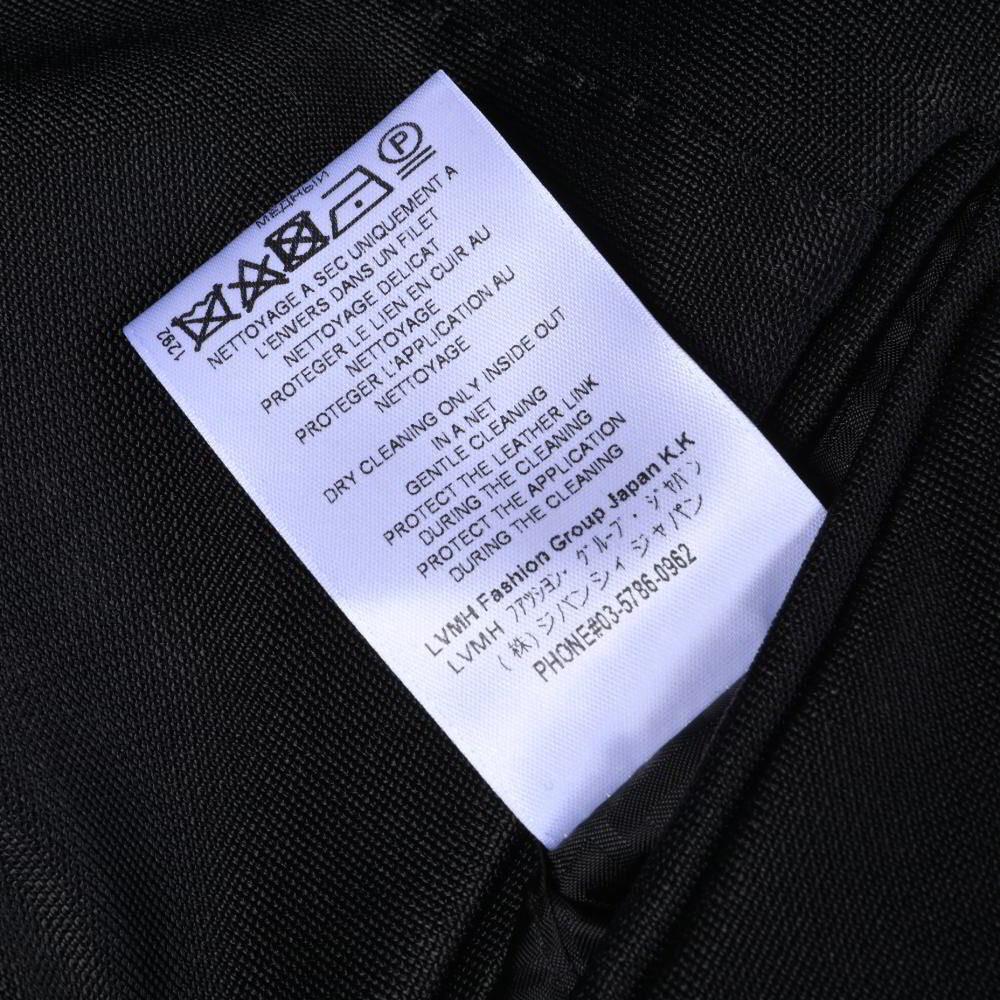 МЕДНЫЙ
1282
P
NETTOYAGE A SEC UNIQUEMENT A
L'ENVERS DANS UN FILET
NETTOYAGE DELICAT
PROTEGER LE LIEN EN CUIR AU
NETTOYAGE
PROTEGER L'APPLICATION AU
NETTOYAGE
DRY CLEANING ONLY INSIDE OUT
IN A NET
GENTLE CLEANING
PROTECT THE LEATHER LINK
DURING THE CLEANING
PROTECT THE APPLICATION
DURING THE CLEANING
LVMH Fashion Group Japan K.K
LVMH ファッション・グループ・ジャパン
(株)ジバンシィ ジャパン
PHONE#03-5786-0962